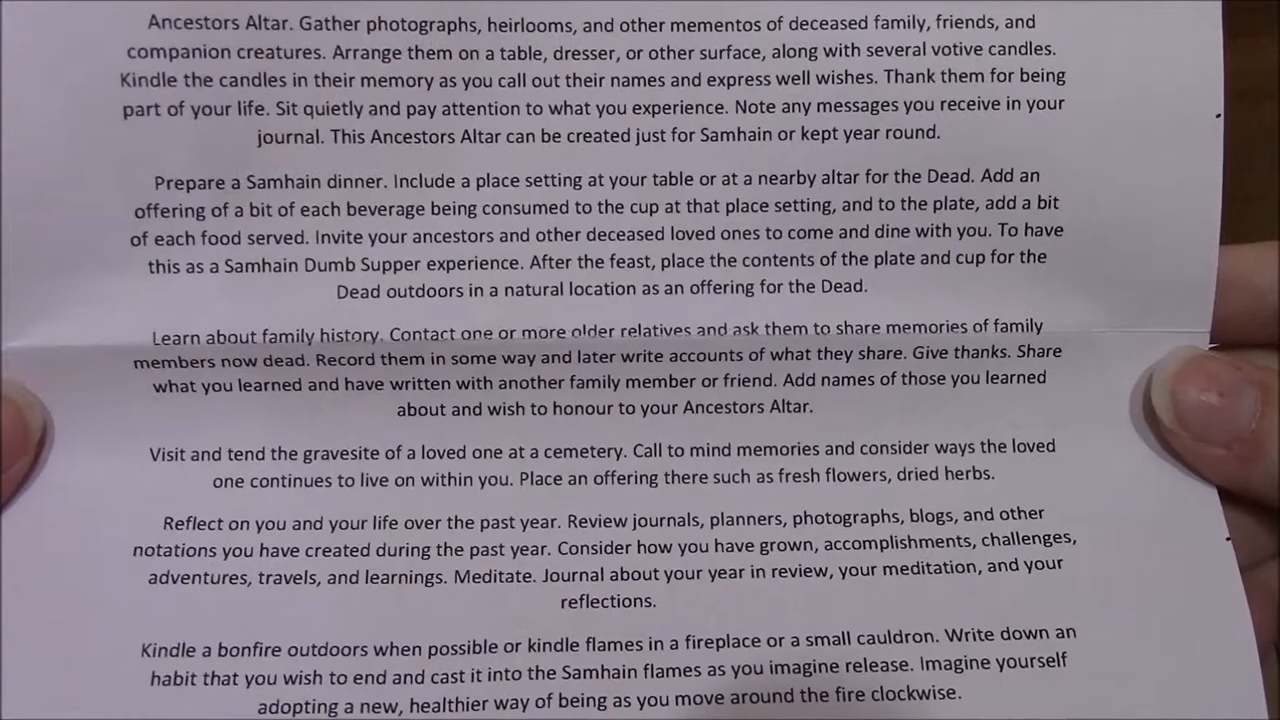 Ancestors Altar. Gather photographs, heirlooms, and other mementos of deceased family, friends, and
companion creatures. Arrange them on a table, dresser, or other surface, along with several votive candles.
Kindle the candles in their memory as you call out their names and express well wishes. Thank them for being
part of your life. Sit quietly and pay attention to what you experience. Note any messages you receive in your
journal. This Ancestors Altar can be created just for Samhain or kept year round.
Prepare a Samhain dinner. Include a place setting at your table or at a nearby altar for the Dead. Add an
offering of a bit of each beverage being consumed to the cup at that place setting, and to the plate, add a bit
of each food served. Invite your ancestors and other deceased loved ones to come and dine with you. To have
this as a Samhain Dumb Supper experience. After the feast, place the contents of the plate and cup for the
Dead outdoors in a natural location as an offering for the Dead.
Learn about family history. Contact one or more older relatives and ask them to share memories of family
members now dead. Record them in some way and later write accounts of what they share. Give thanks. Share
what you learned and have written with another family member or friend. Add names of those you learned
about and wish to honour to your Ancestors Altar.
Visit and tend the gravesite of a loved one at a cemetery. Call to mind memories and consider ways the loved
one continues to live on within you. Place an offering there such as fresh flowers, dried herbs.
Reflect on you and your life over the past year. Review journals, planners, photographs, blogs, and other
notations you have created during the past year. Consider how you have grown, accomplishments, challenges,
adventures, travels, and learnings. Meditate. Journal about your year in review, your meditation, and your
reflections.
Kindle a bonfire outdoors when possible or kindle flames in a fireplace or a small cauldron. Write down an
habit that you wish to end and cast it into the Samhain flames as you imagine release. Imagine yourself
adopting a new, healthier way of being as you move around the fire clockwise.